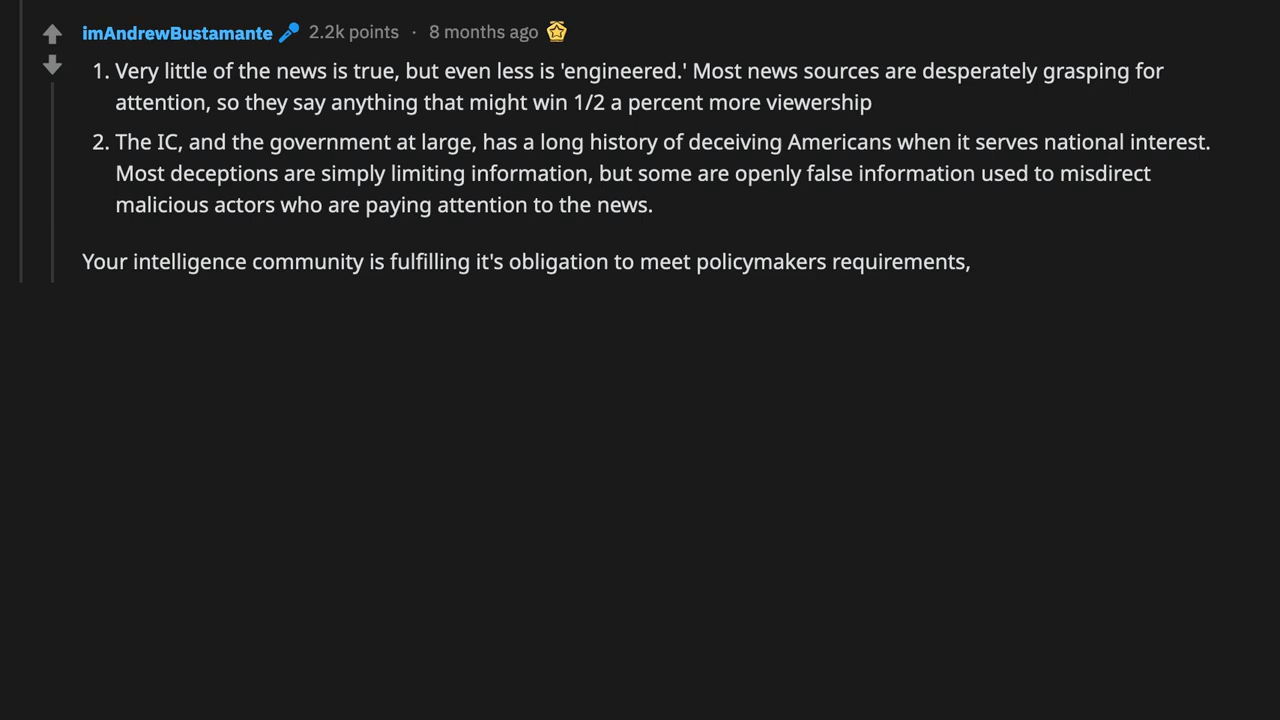 imAndrewBustamante 2.2k points · 8 months ago
1. Very little of the news is true, but even less is 'engineered.' Most news sources are desperately grasping for
attention, so they say anything that might win 1/2 a percent more viewership
2. The IC, and the government at large, has a long history of deceiving Americans when it serves national interest.
Most deceptions are simply limiting information, but some are openly false information used to misdirect
malicious actors who are paying attention to the news.
Your intelligence community is fulfilling it's obligation to meet policymakers requirements,